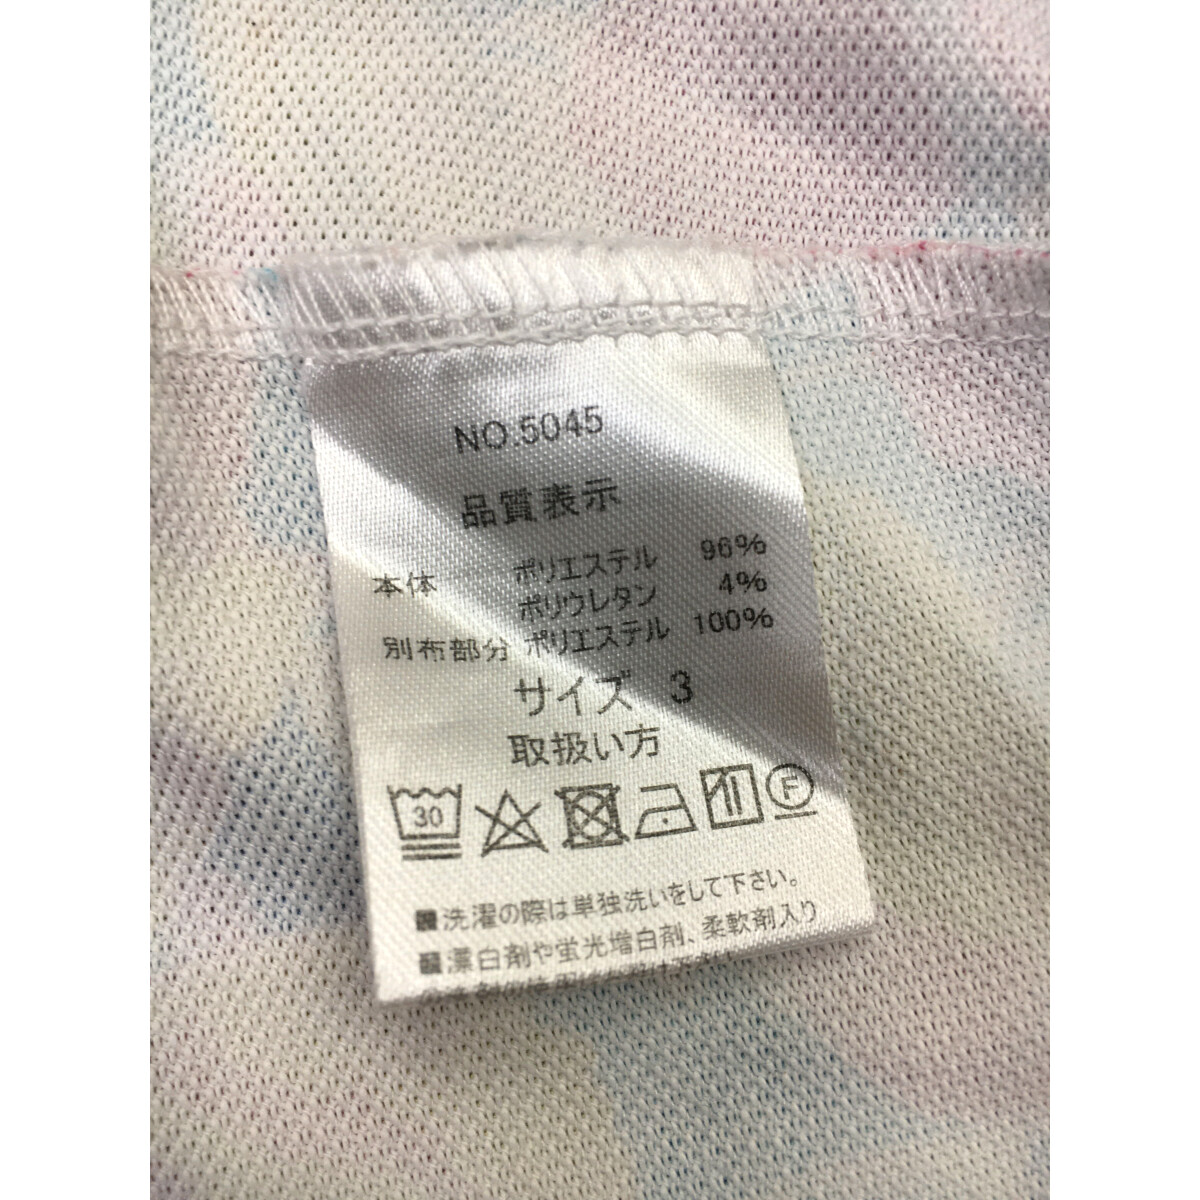 NO.5045
品質表示
本体 ポリエステル 96%
ポリウレタン 4%
別布部分 ポリエステル 100%
サイズ 3
取扱い方
30 F
■洗濯の際は単独洗いをして下さい。
■漂白剤や蛍光増白剤、柔軟剤入り